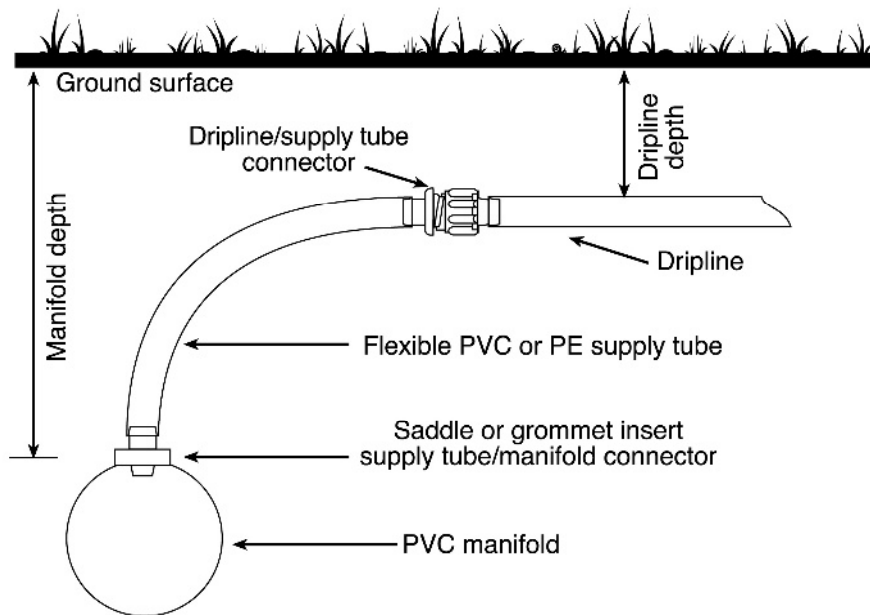 Ground surface
Dripline/supply tube
connector
Dripline
depth
Manifold depth
Dripline
Flexible PVC or PE supply tube
Saddle or grommet insert
supply tube/manifold connector
PVC manifold